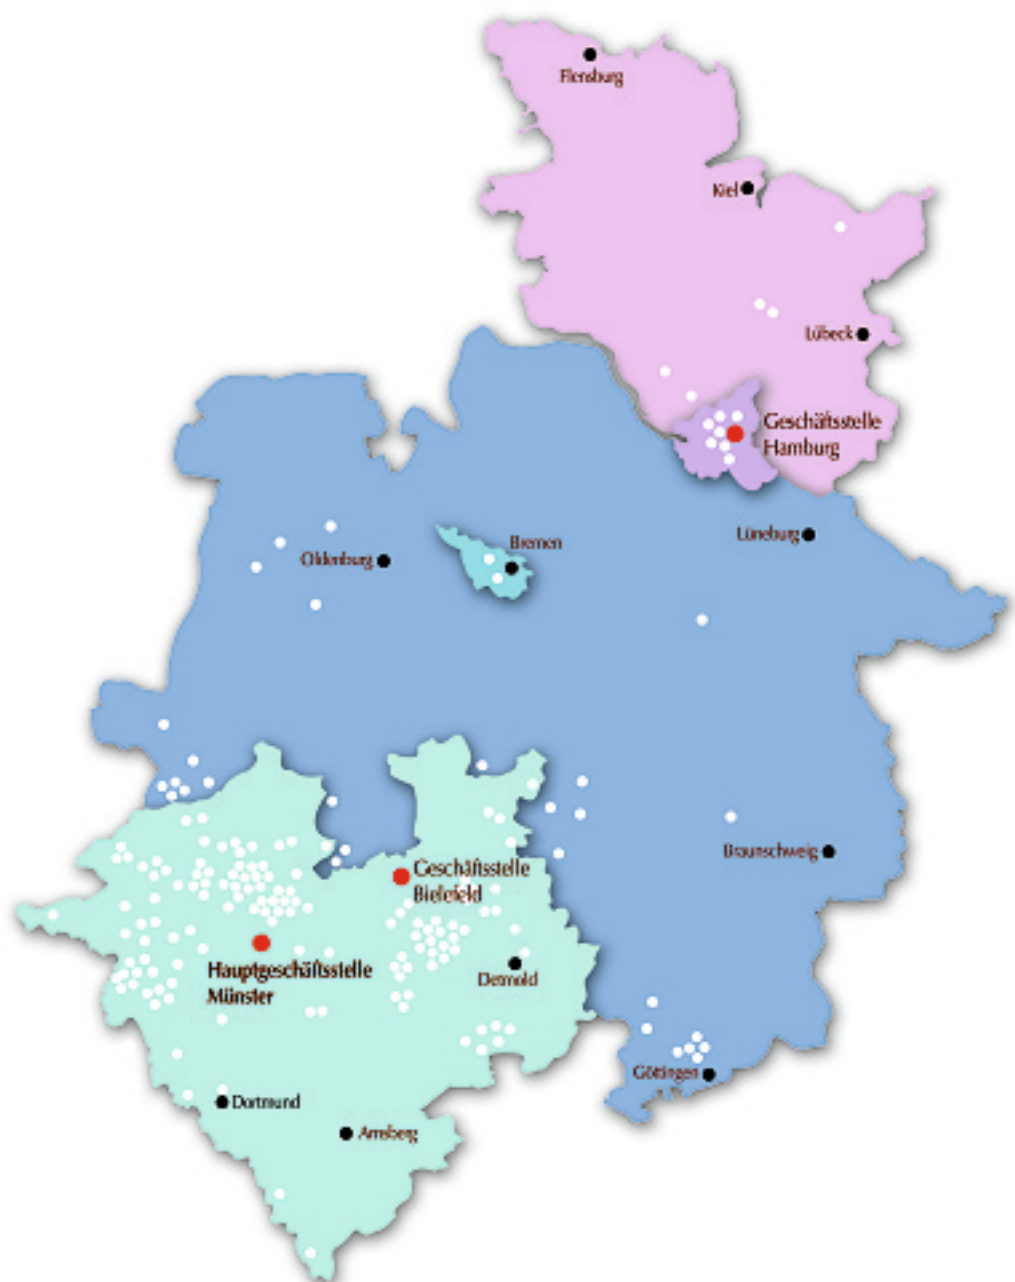 Flensburg
Kiel
Lübeck
Geschäftsstelle
Hamburg
Lüneburg
Bremen
Oldenburg
Braunschweig
Geschäftsstelle
Bielefeld
Hauptgeschäftsstelle
Münster
Detmold
Göttingen
Dortmund
Arnsberg